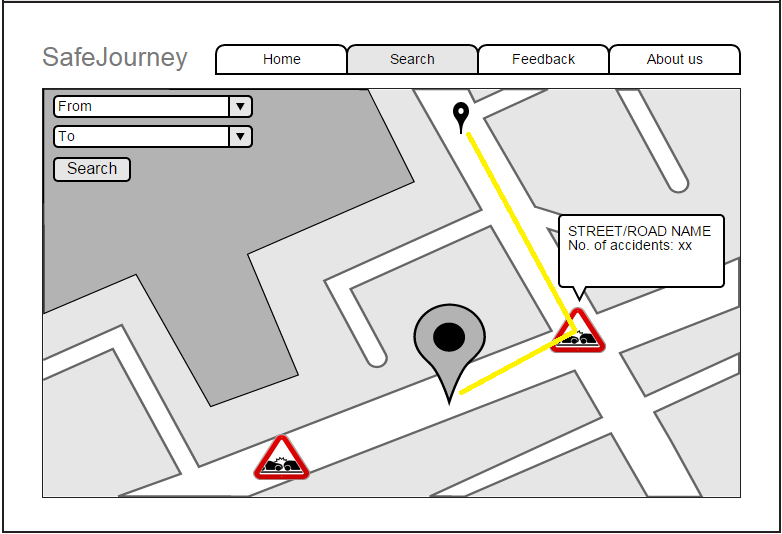 SafeJourney
Home
Search
Feedback
About us
From
To
Search
STREET/ROAD NAME
No. of accidents: xx